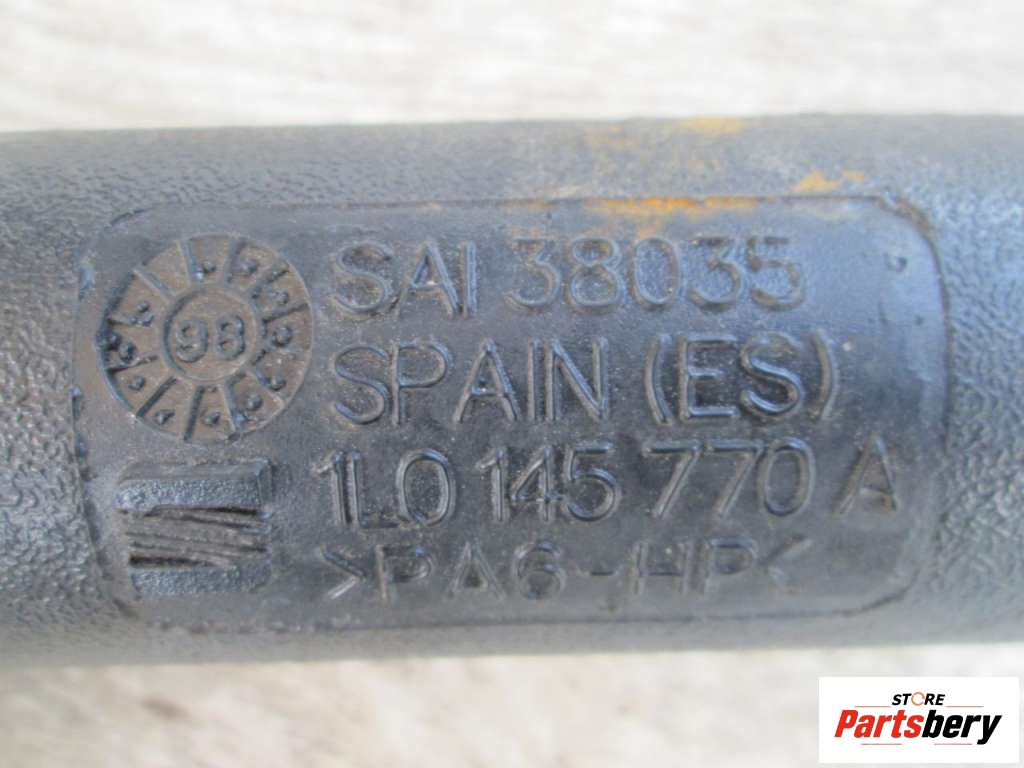 SAI 38035
98
SPAIN (ES)
1L0 145 770 A
>PA6-HP<
STORE
Partsbery